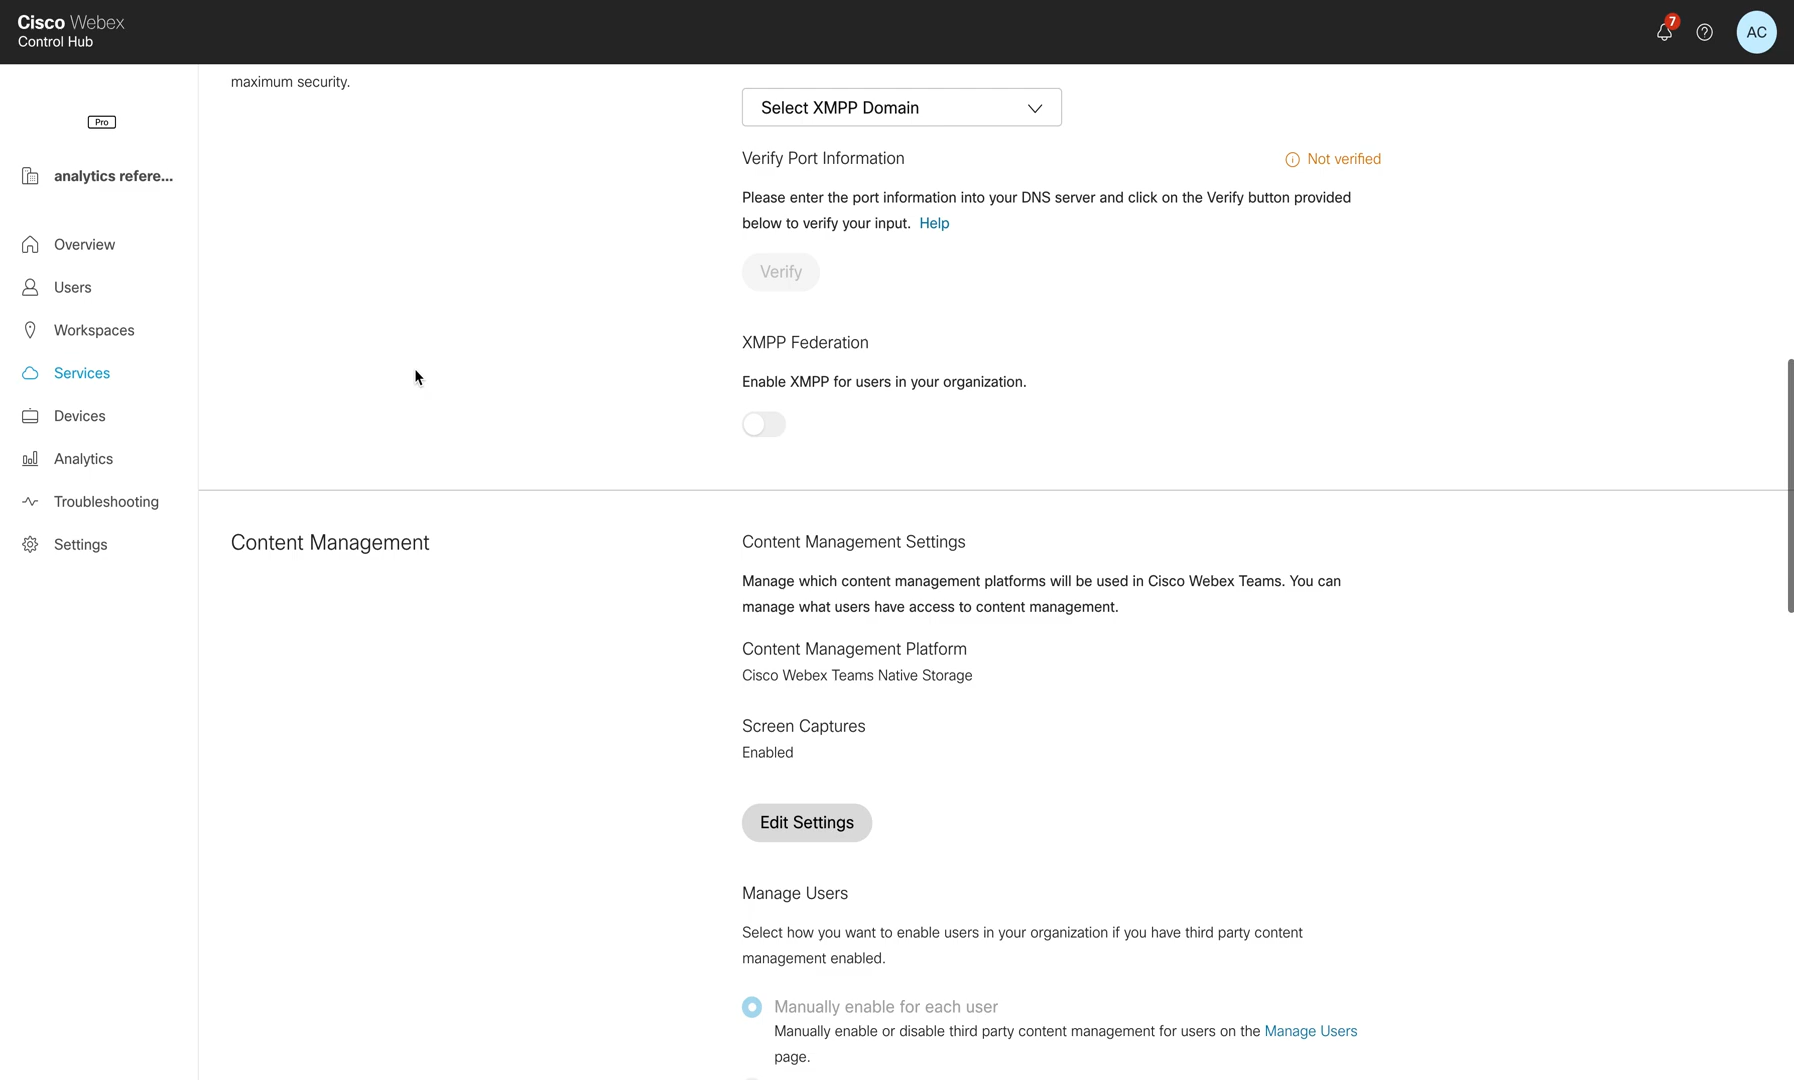 Cisco Webex
Control Hub
7
AC
Pro
analytics refere...
Overview
Users
Workspaces
Services
Devices
Analytics
Troubleshooting
Settings
maximum security.
Select XMPP Domain
Verify Port Information
Not verified
Please enter the port information into your DNS server and click on the Verify button provided
below to verify your input. Help
Verify
XMPP Federation
Enable XMPP for users in your organization.
Content Management
Content Management Settings
Manage which content management platforms will be used in Cisco Webex Teams. You can
manage what users have access to content management.
Content Management Platform
Cisco Webex Teams Native Storage
Screen Captures
Enabled
Edit Settings
Manage Users
Select how you want to enable users in your organization if you have third party content
management enabled.
Manually enable for each user
Manually enable or disable third party content management for users on the Manage Users
page.